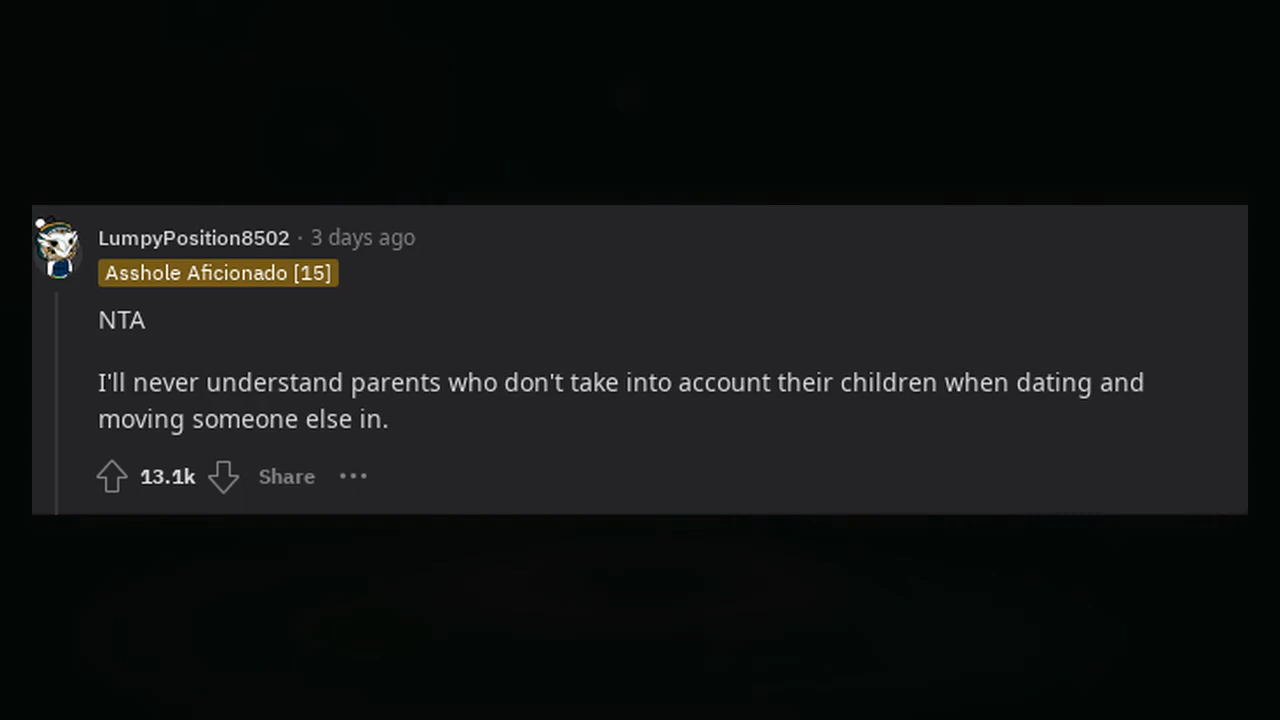 LumpyPosition8502 · 3 days ago
Asshole Aficionado [15]
NTA
I'll never understand parents who don't take into account their children when dating and
moving someone else in.
13.1k Share ···